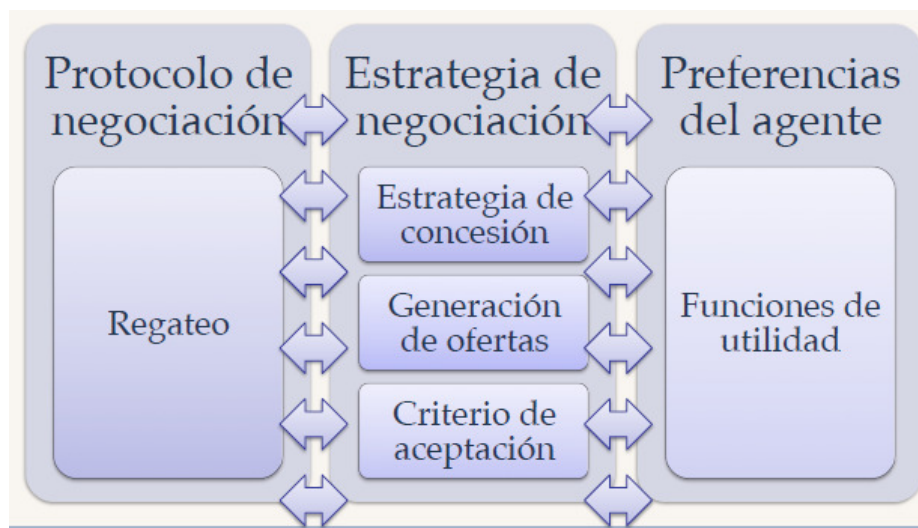 Protocolo de
negociación
Regateo
Estrategia de
negociación
Estrategia de
concesión
Generación
de ofertas
Criterio de
aceptación
Preferencias
del agente
Funciones de
utilidad